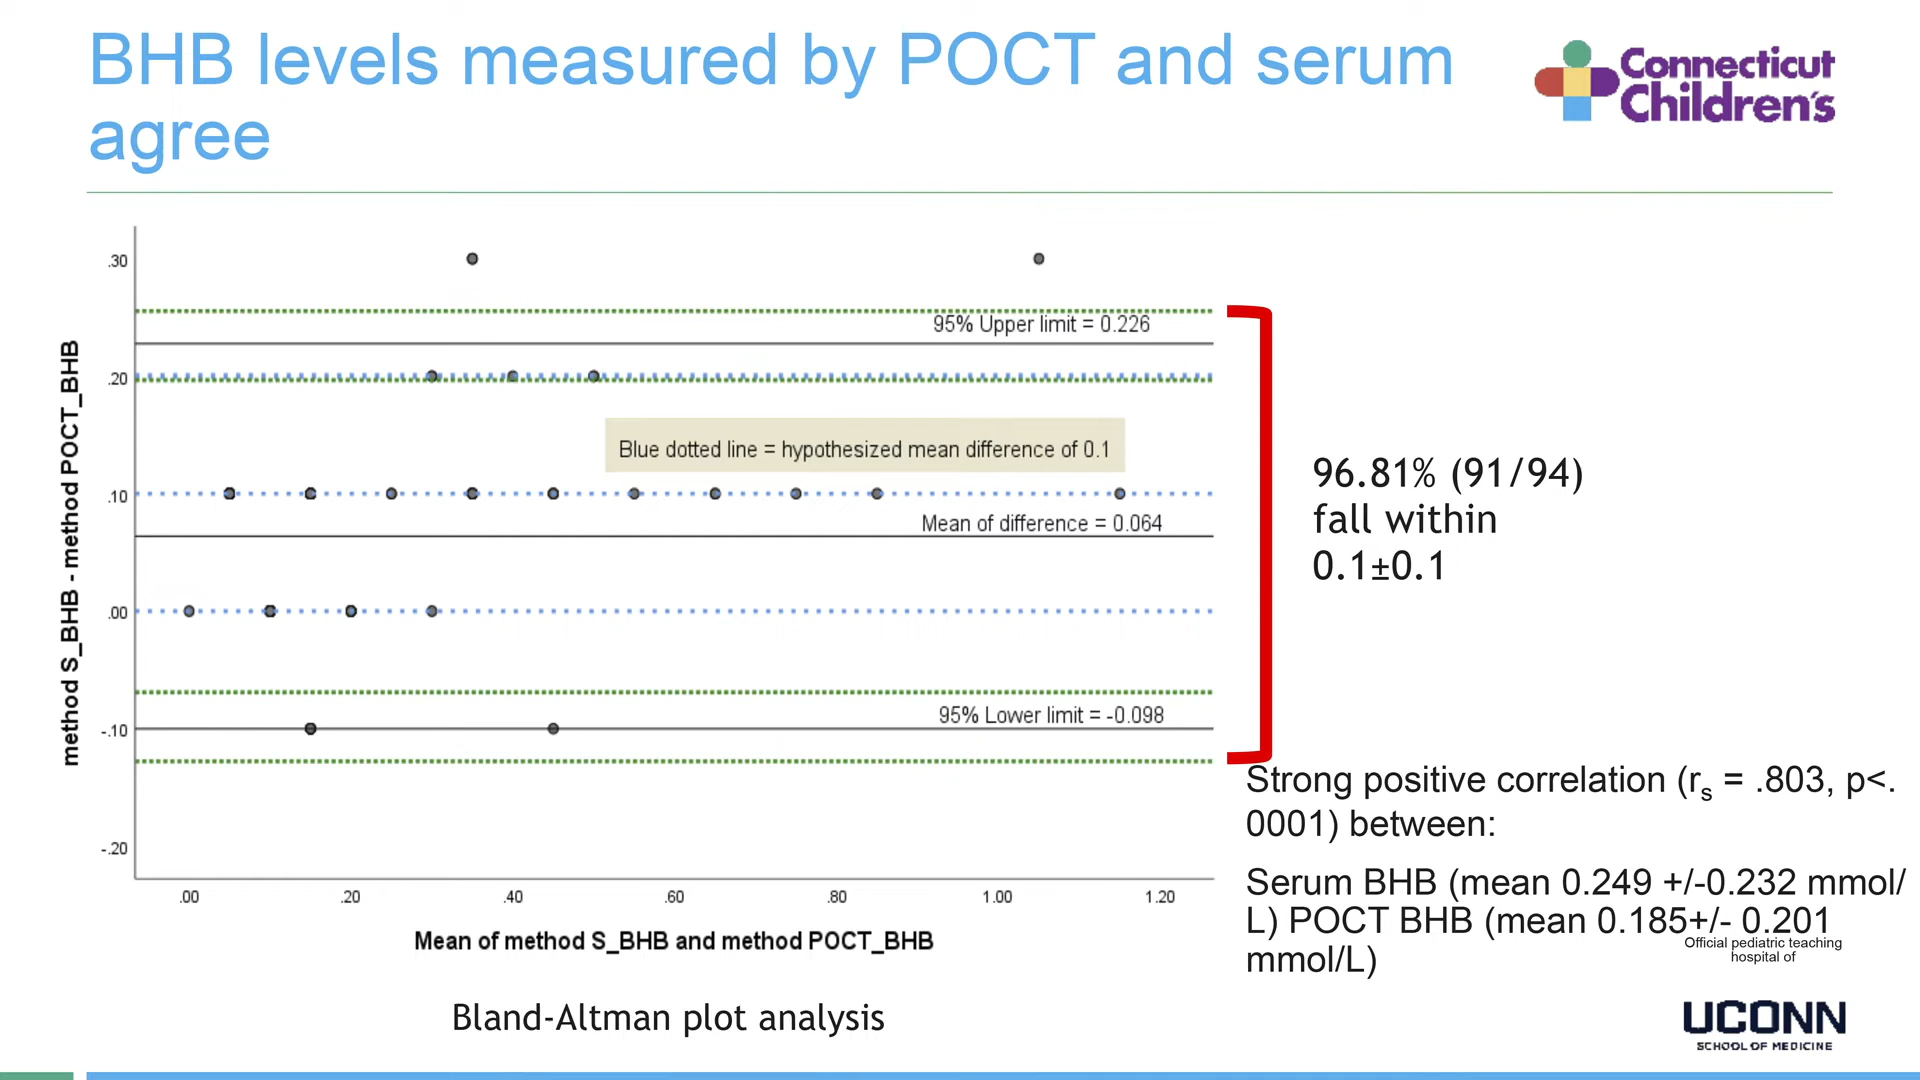 BHB levels measured by POCT and serum
agree
Connecticut
Children's
method S_BHB - method POCT_BHB
.30
.20
.10
.00
-.10
-.20
95% Upper limit = 0.226
Blue dotted line = hypothesized mean difference of 0.1
Mean of difference = 0.064
95% Lower limit = -0.098
.00 .20 .40 .60 .80 1.00 1.20
Mean of method S_BHB and method POCT_BHB
Bland-Altman plot analysis
96.81% (91/94)
fall within
0.1±0.1
Strong positive correlation (rs = .803, p<.
0001) between:
Serum BHB (mean 0.249 +/-0.232 mmol/
L) POCT BHB (mean 0.185+/- 0.201
mmol/L)
Official pediatric teaching
hospital of
UCONN
SCHOOL OF MEDICINE